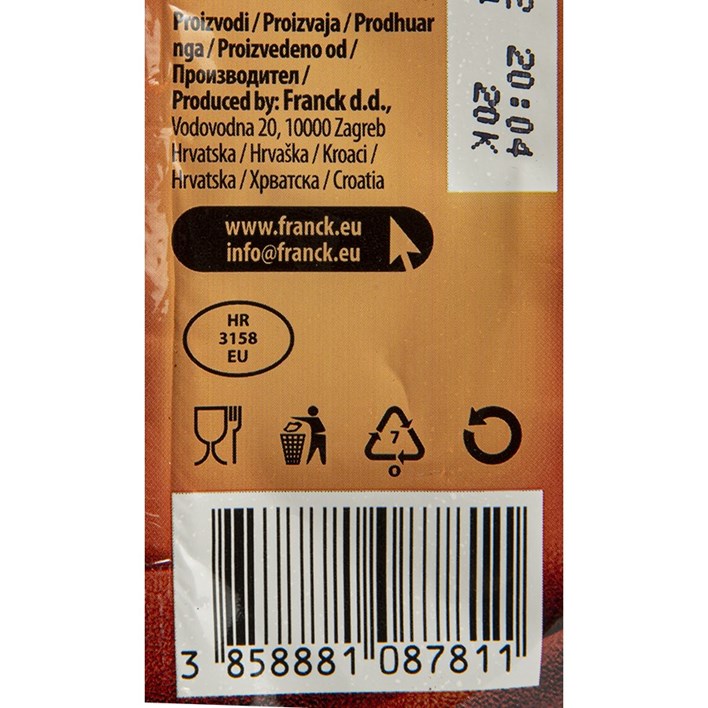 Proizvodi / Proizvaja / Prodhuar
nga / Proizvedeno od /
Производител /
Produced by: Franck d.d.,
Vodovodna 20, 10000 Zagreb
Hrvatska / Hrvaška / Kroaci /
Hrvatska / Хрватска / Croatia
www.franck.eu
info@franck.eu
HR
3158
EU
7
0
20:04
20K
3 858881 087811